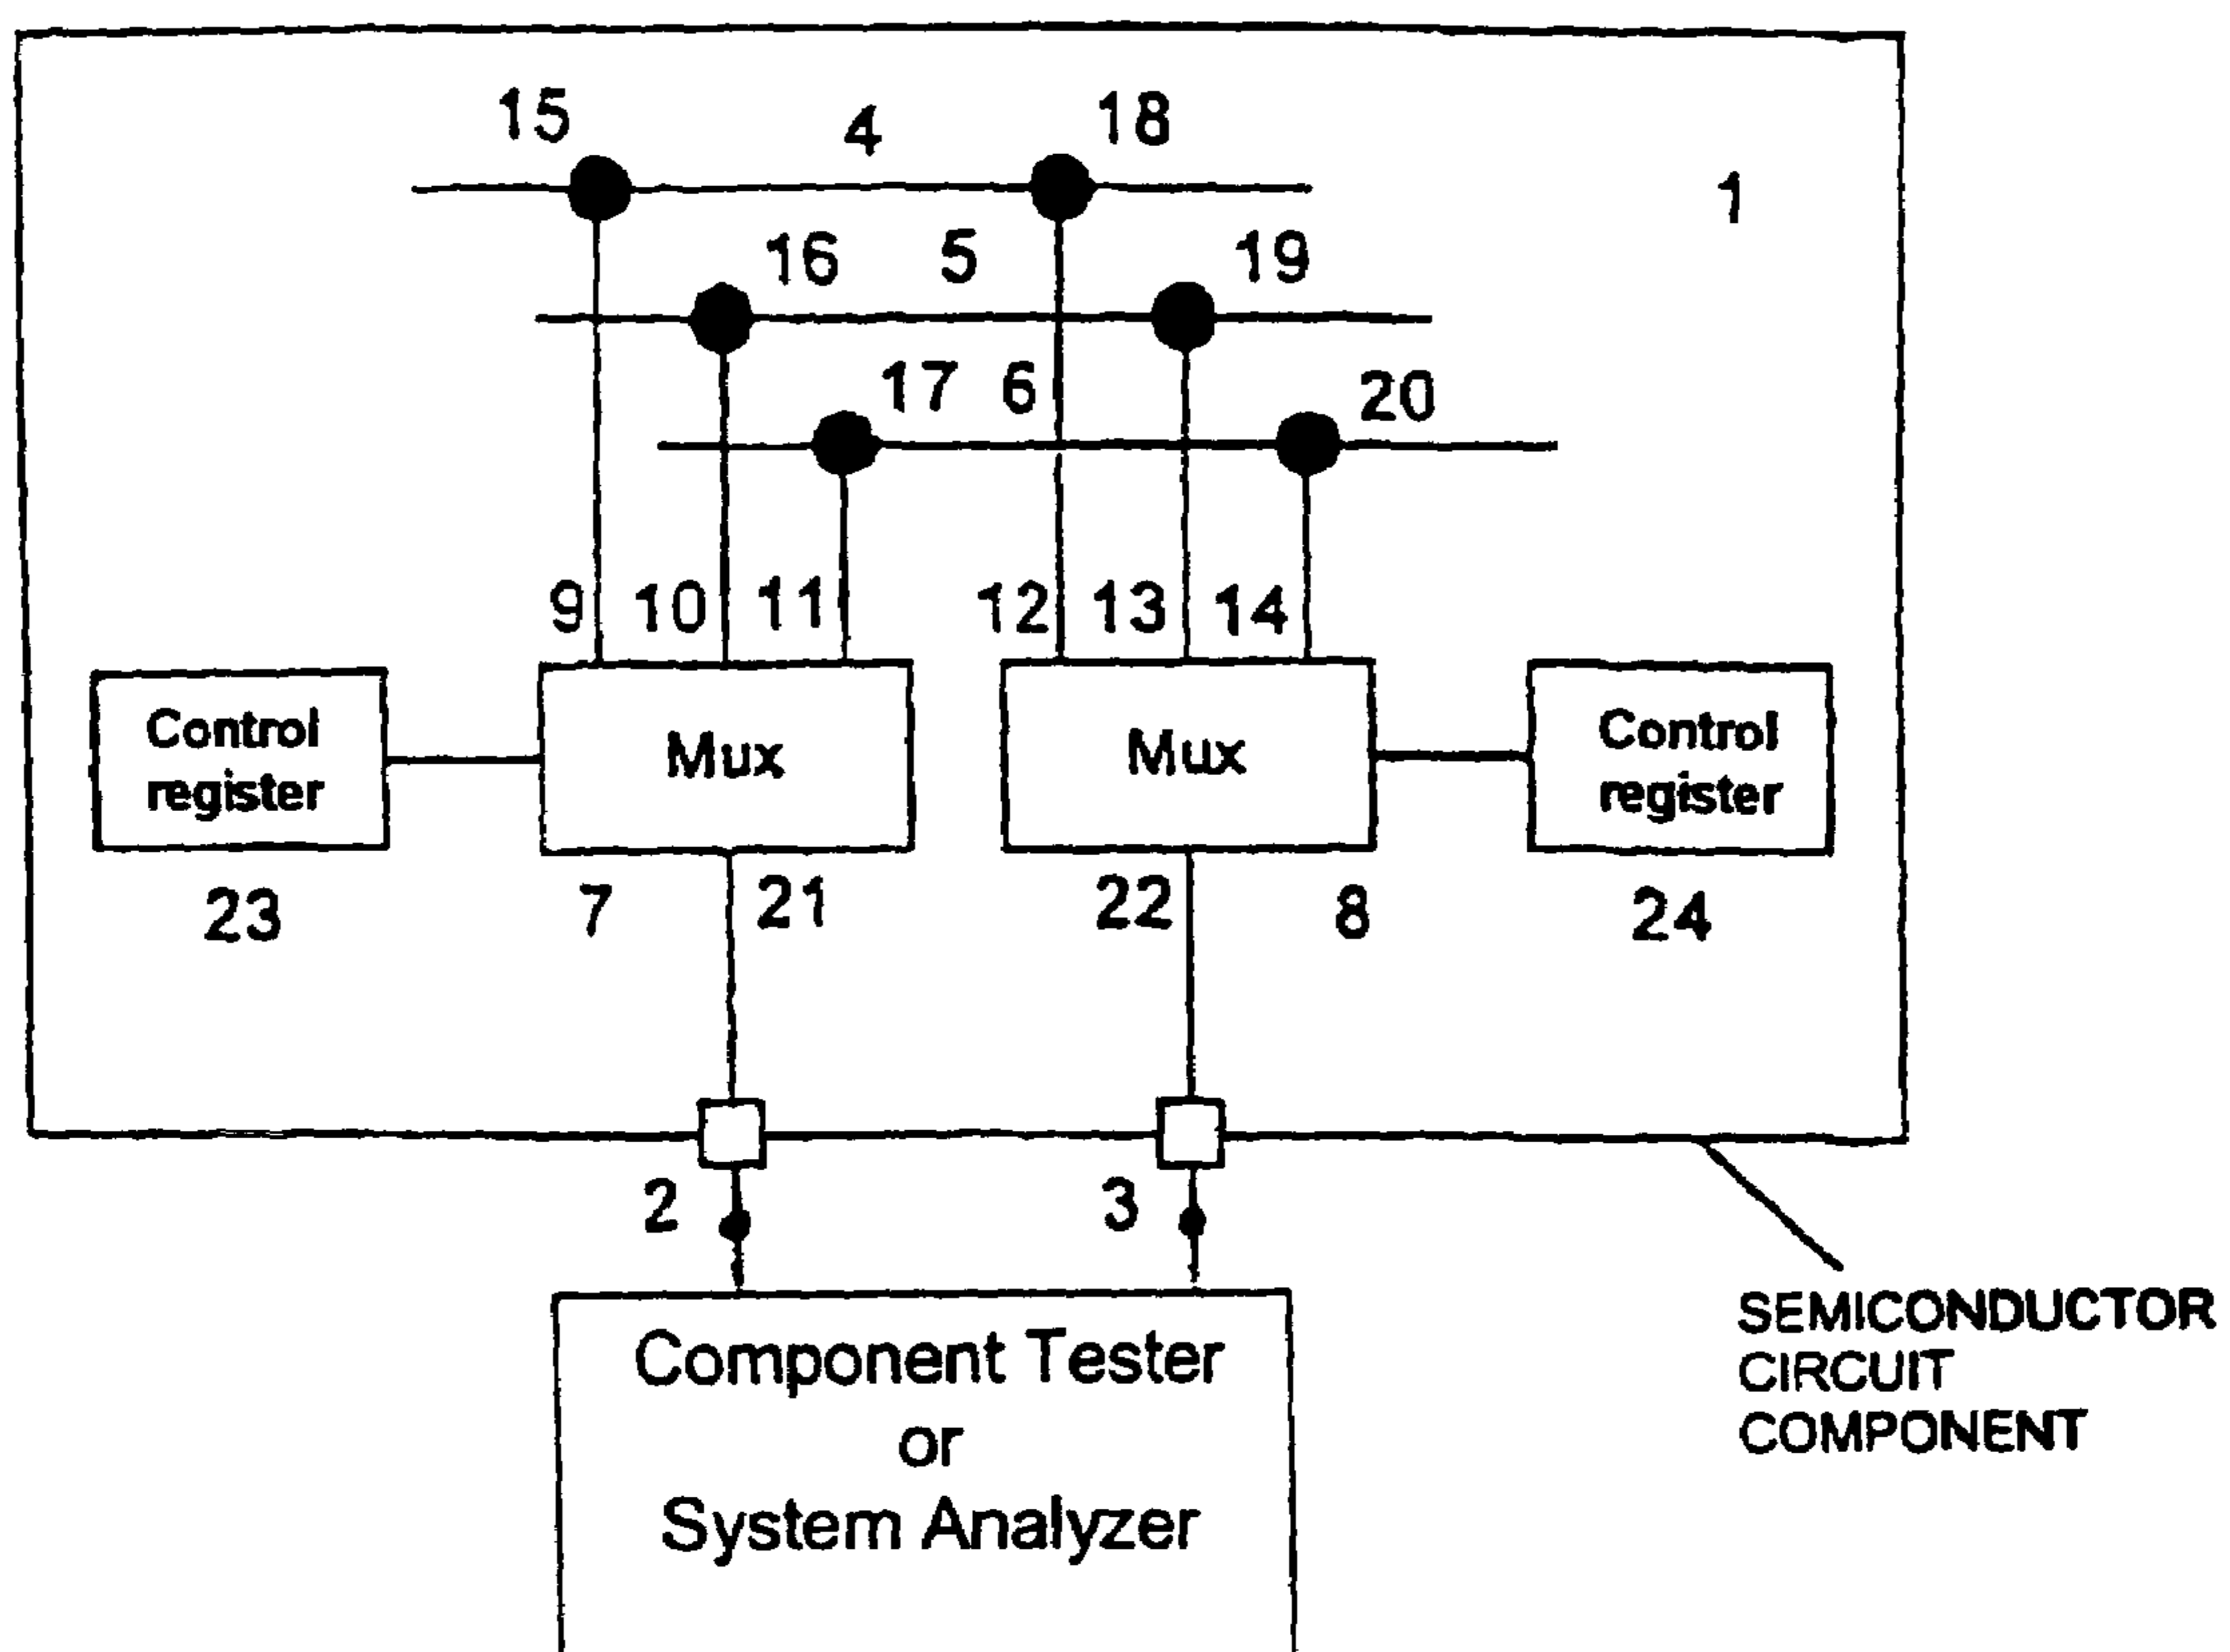 15 4 18
1
16 5 19
17 6 20
9 10 11 12 13 14
Control
register
Mux
Mux
Control
register
23 7 21 22 8 24
2 3
Component Tester
or
System Analyzer
SEMICONDUCTOR
CIRCUIT
COMPONENT